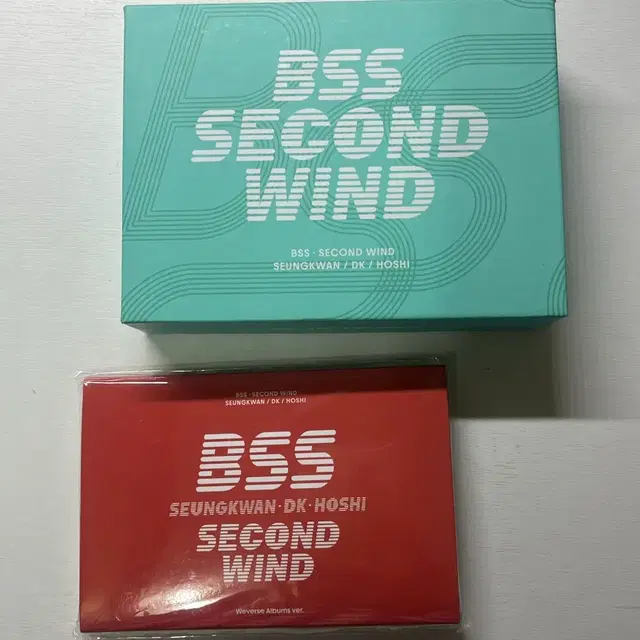 BSS
SECOND
WIND
BSS · SECOND WIND
SEUNGKWAN / DK / HOSHI
BSS · SECOND WIND
SEUNGKWAN / DK / HOSHI
BSS
SEUNGKWAN · DK · HOSHI
SECOND
WIND
Weverse Albums ver.